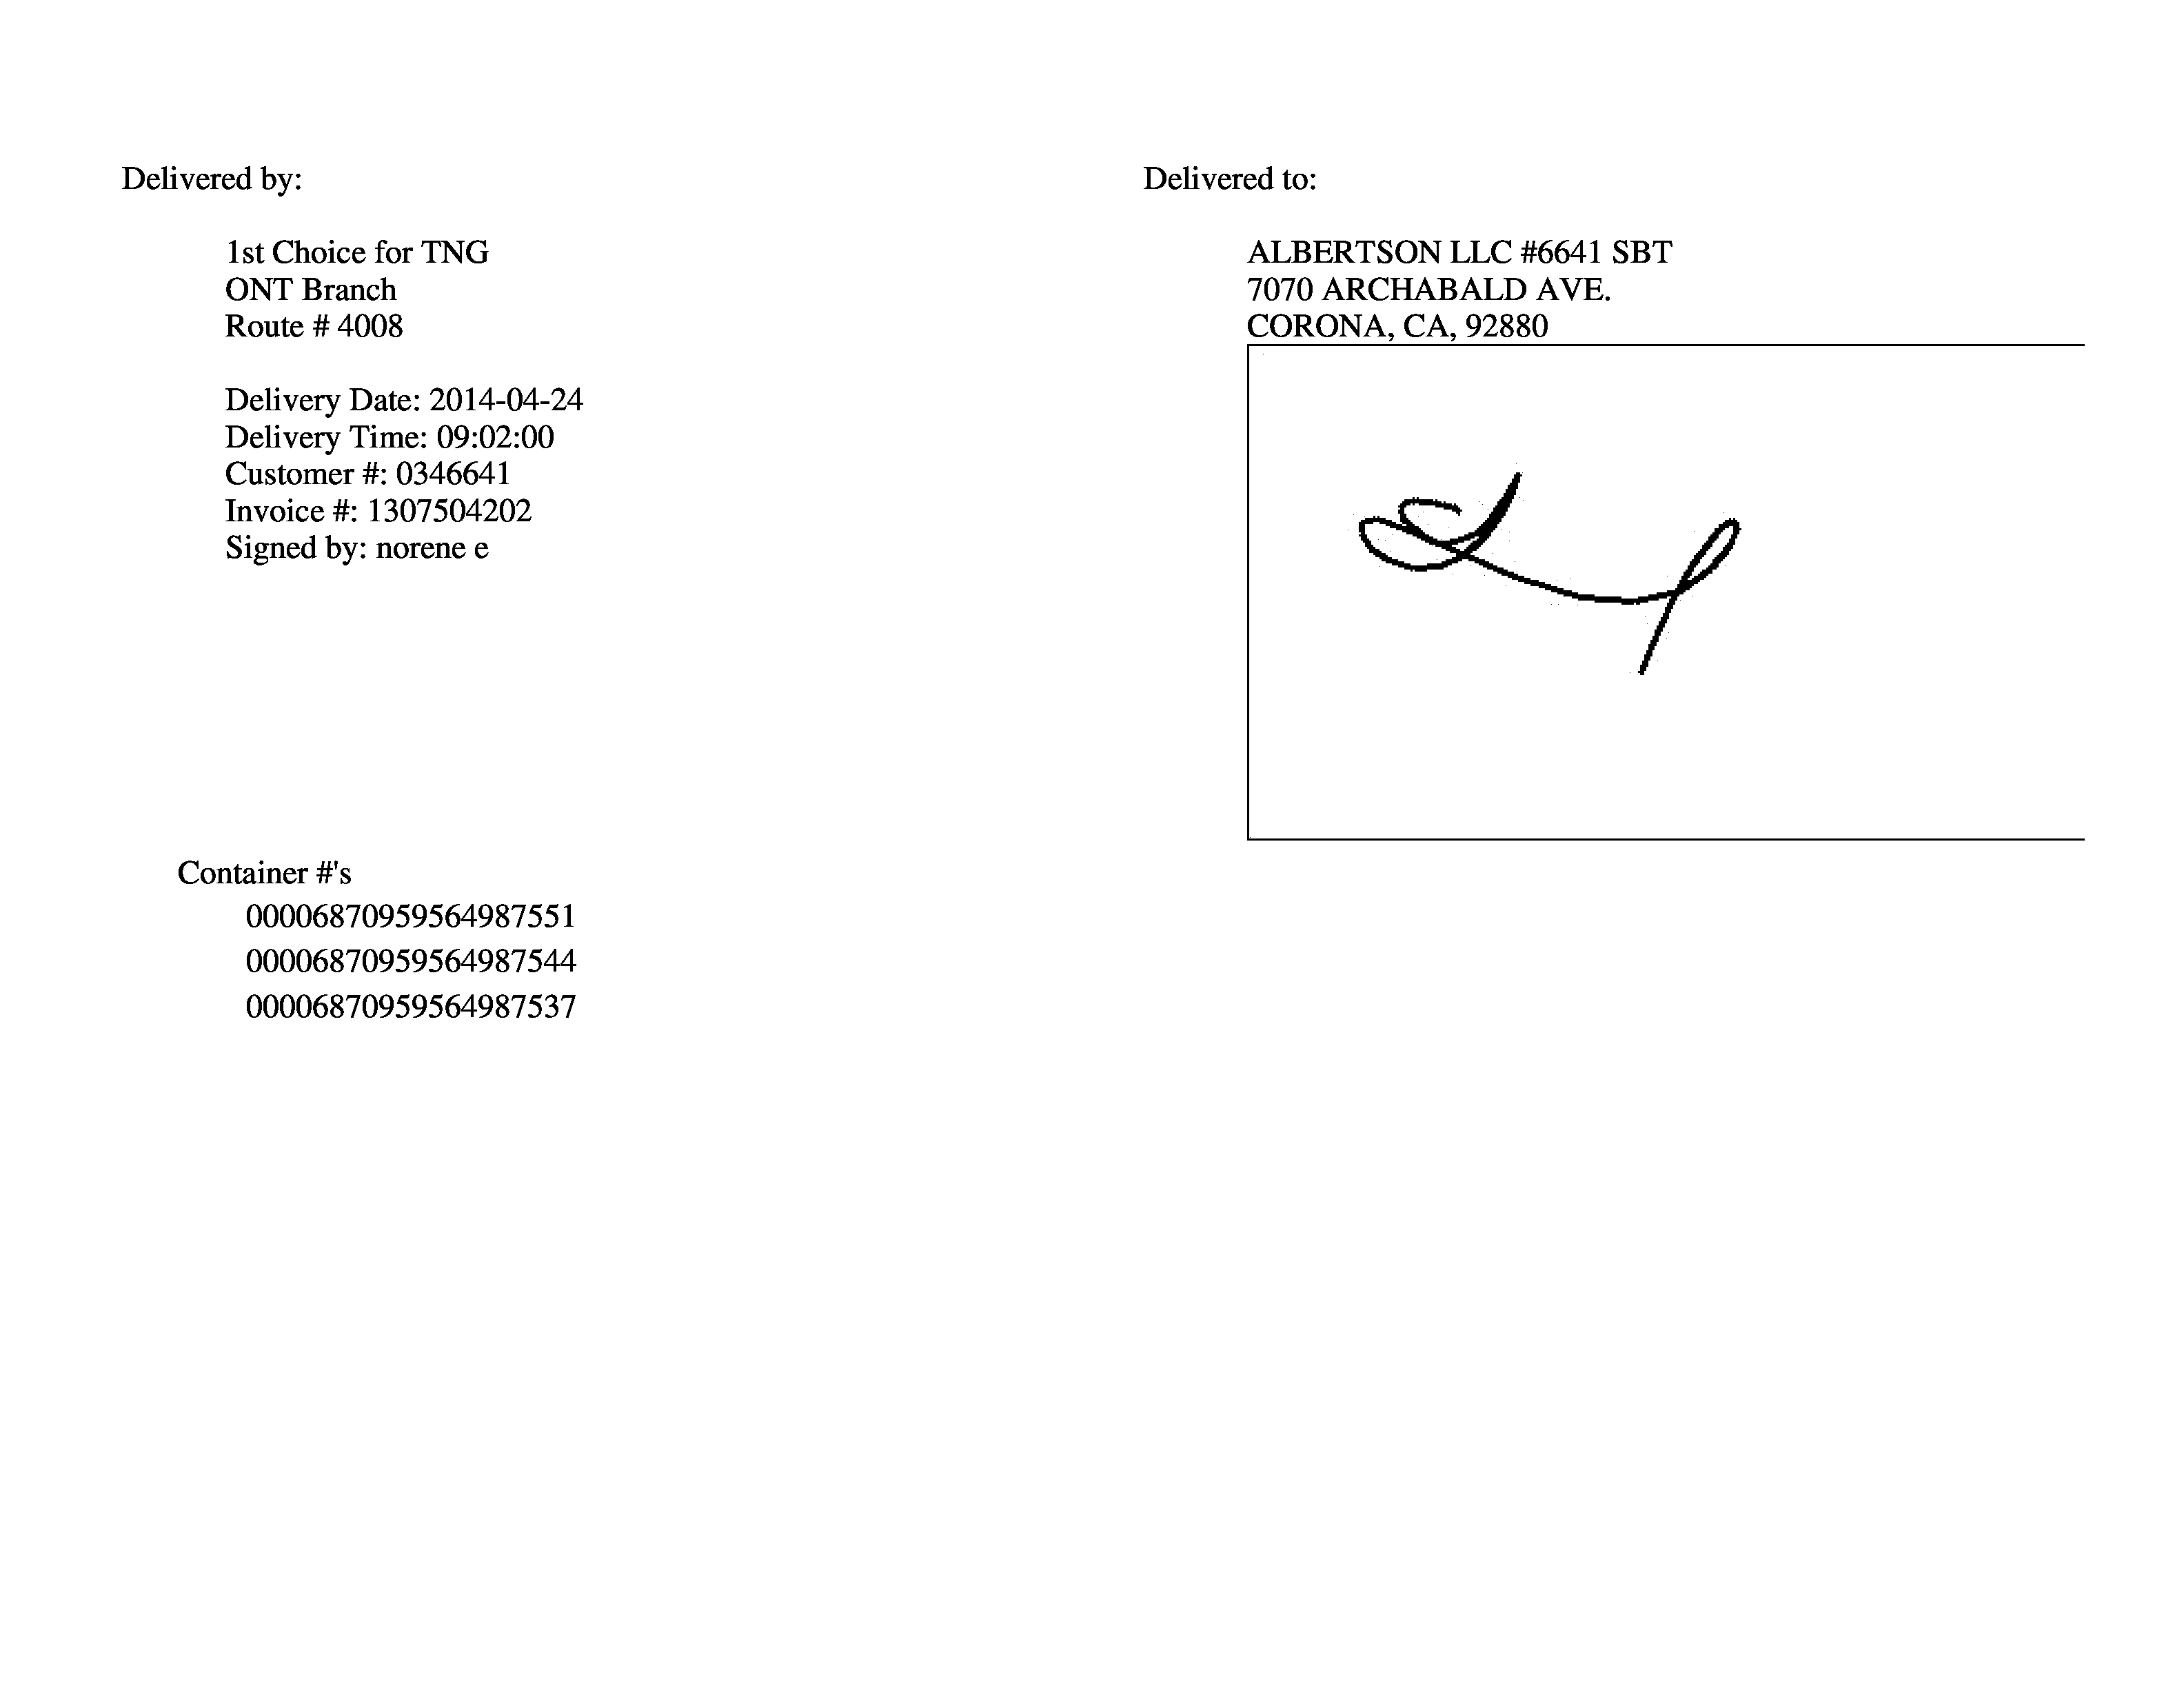 Delivered by:
1st Choice for TNG
ONT Branch
Route # 4008
Delivery Date: 2014-04-24
Delivery Time: 09:02:00
Customer #: 0346641
Invoice #: 1307504202
Signed by: norene e
Delivered to:
ALBERTSON LLC #6641 SBT
7070 ARCHABALD AVE.
CORONA, CA, 92880
Container #'s
00006870959564987551
00006870959564987544
00006870959564987537